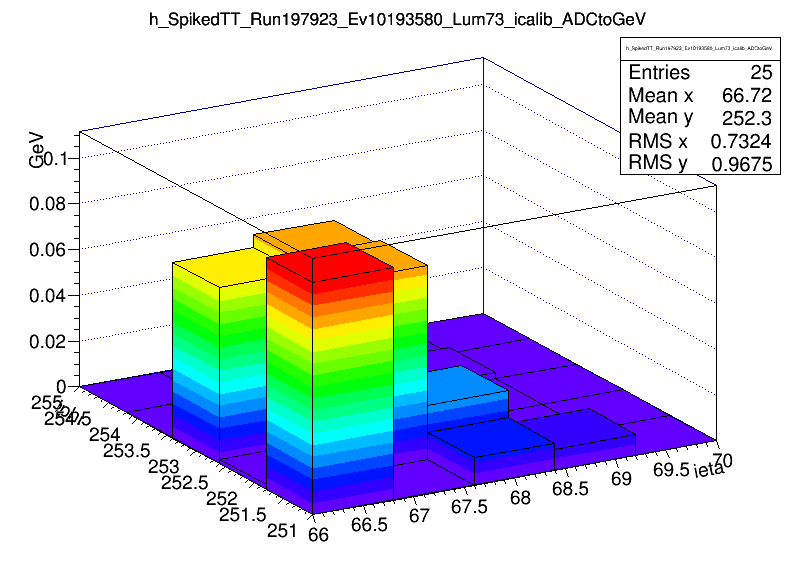 h_SpikedTT_Run197923_Ev10193580_Lum73_icalib_ADCtoGeV
h_SpikedTT_Run197923_Ev10193580_Lum73_icalib_ADCtoGeV
Entries 25
Mean x 66.72
Mean y 252.3
RMS x 0.7324
RMS y 0.9675
GeV
0.1
0.08
0.06
0.04
0.02
0
255
254.5
254
253.5
253
252.5
252
251.5
251
66
66.5
67
67.5
68
68.5
69
69.5
70
ieta